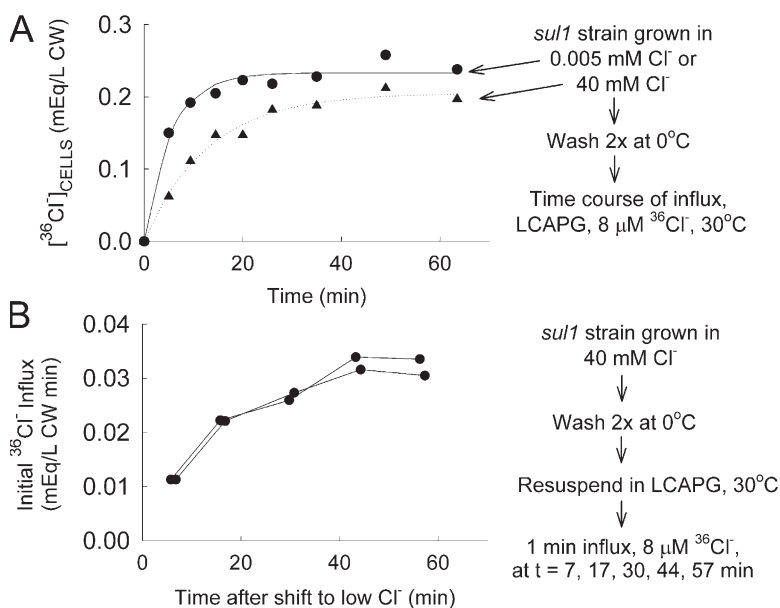 A
[³⁶Cl⁻]CELLS (mEq/L CW)
0.3
0.2
0.1
0.0
0
20
40
60
Time (min)
sul1 strain grown in
0.005 mM Cl⁻ or
40 mM Cl⁻
Wash 2x at 0°C
Time course of influx,
LCAPG, 8 μM ³⁶Cl⁻, 30°C
B
Initial ³⁶Cl⁻ Influx
(mEq/L CW min)
0.04
0.03
0.02
0.01
0.00
0
20
40
60
Time after shift to low Cl⁻ (min)
sul1 strain grown in
40 mM Cl⁻
Wash 2x at 0°C
Resuspend in LCAPG, 30°C
1 min influx, 8 μM ³⁶Cl⁻,
at t = 7, 17, 30, 44, 57 min